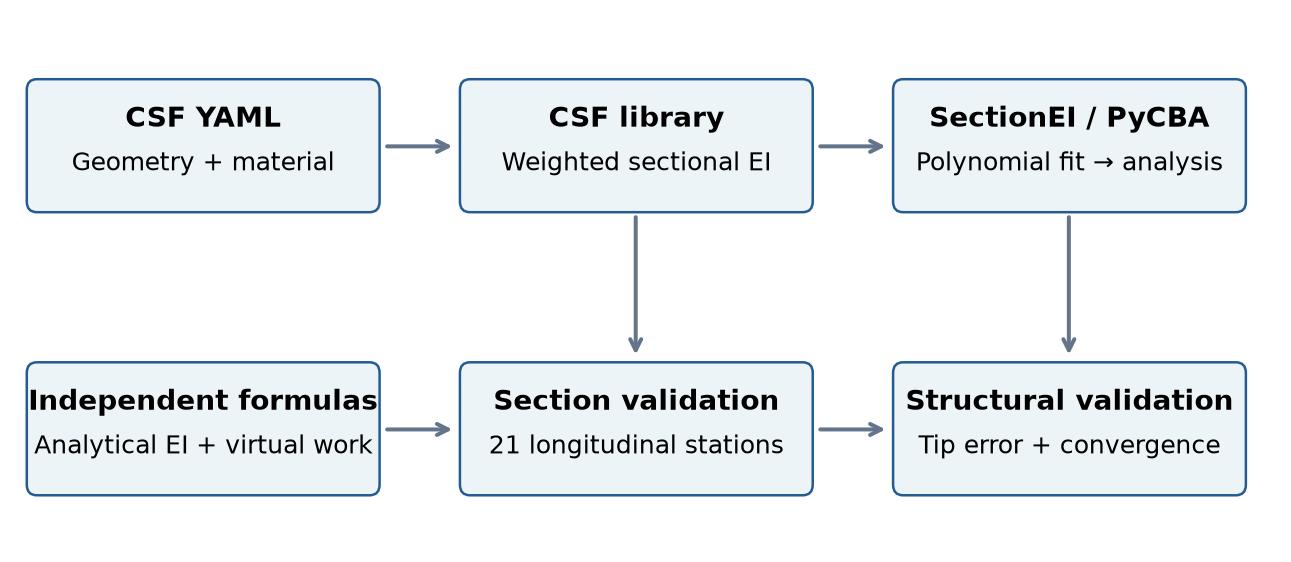 CSF YAML
Geometry + material
CSF library
Weighted sectional EI
SectionEI / PyCBA
Polynomial fit → analysis
Independent formulas
Analytical EI + virtual work
Section validation
21 longitudinal stations
Structural validation
Tip error + convergence